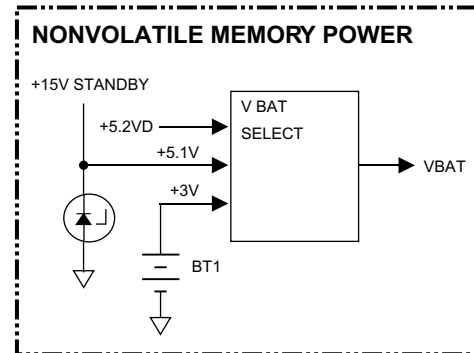 NONVOLATILE MEMORY POWER
+15V STANDBY
V BAT
SELECT
+5.2VD
+5.1V
VBAT
+3V
BT1